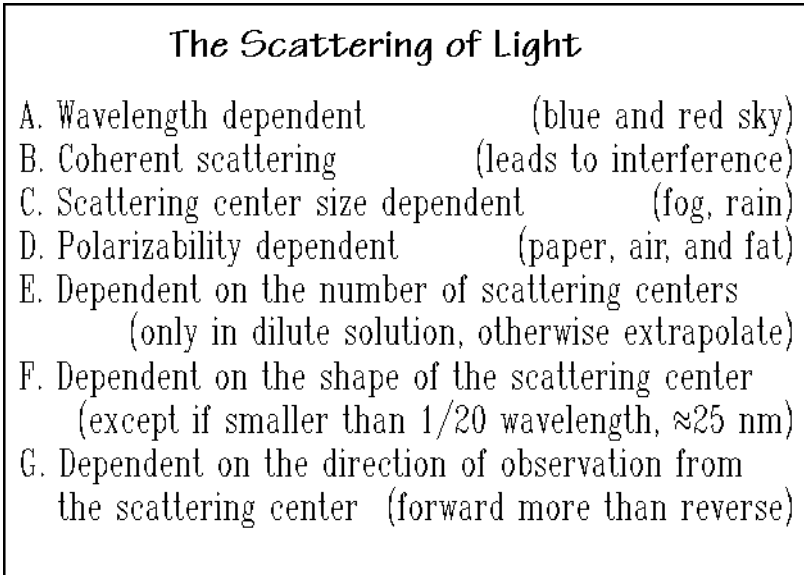 The Scattering of Light
A. Wavelength dependent (blue and red sky)
B. Coherent scattering (leads to interference)
C. Scattering center size dependent (fog, rain)
D. Polarizability dependent (paper, air, and fat)
E. Dependent on the number of scattering centers
(only in dilute solution, otherwise extrapolate)
F. Dependent on the shape of the scattering center
(except if smaller than 1/20 wavelength, ≈25 nm)
G. Dependent on the direction of observation from
the scattering center (forward more than reverse)